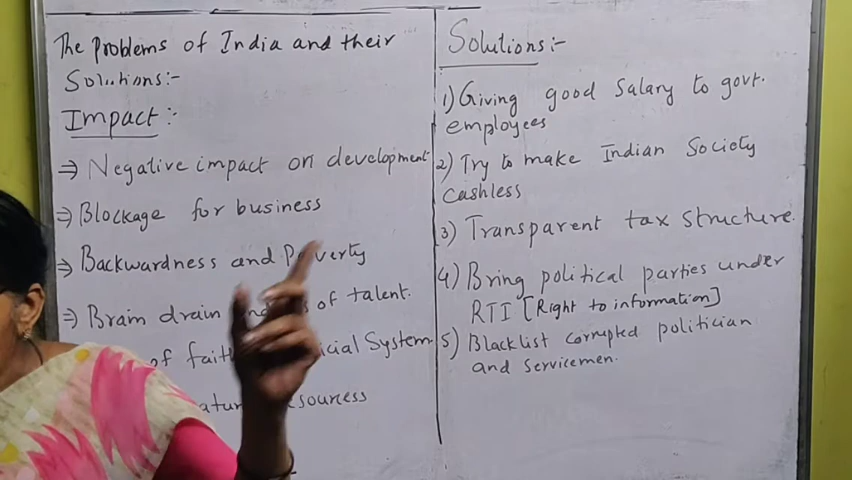 The problems of India and their
Solutions:-
Impact:-
⇒ Negative impact on development
⇒ Blockage for business
⇒ Backwardness and Poverty
⇒ Brain drain of talent.
of System
Solutions:-
1) Giving good salary to govt.
employees
2) Try to make Indian Society
cashless
3) Transparent tax structure.
4) Bring political parties under
RTI [Right to information]
5) Blacklist corrupted politician
and servicemen.